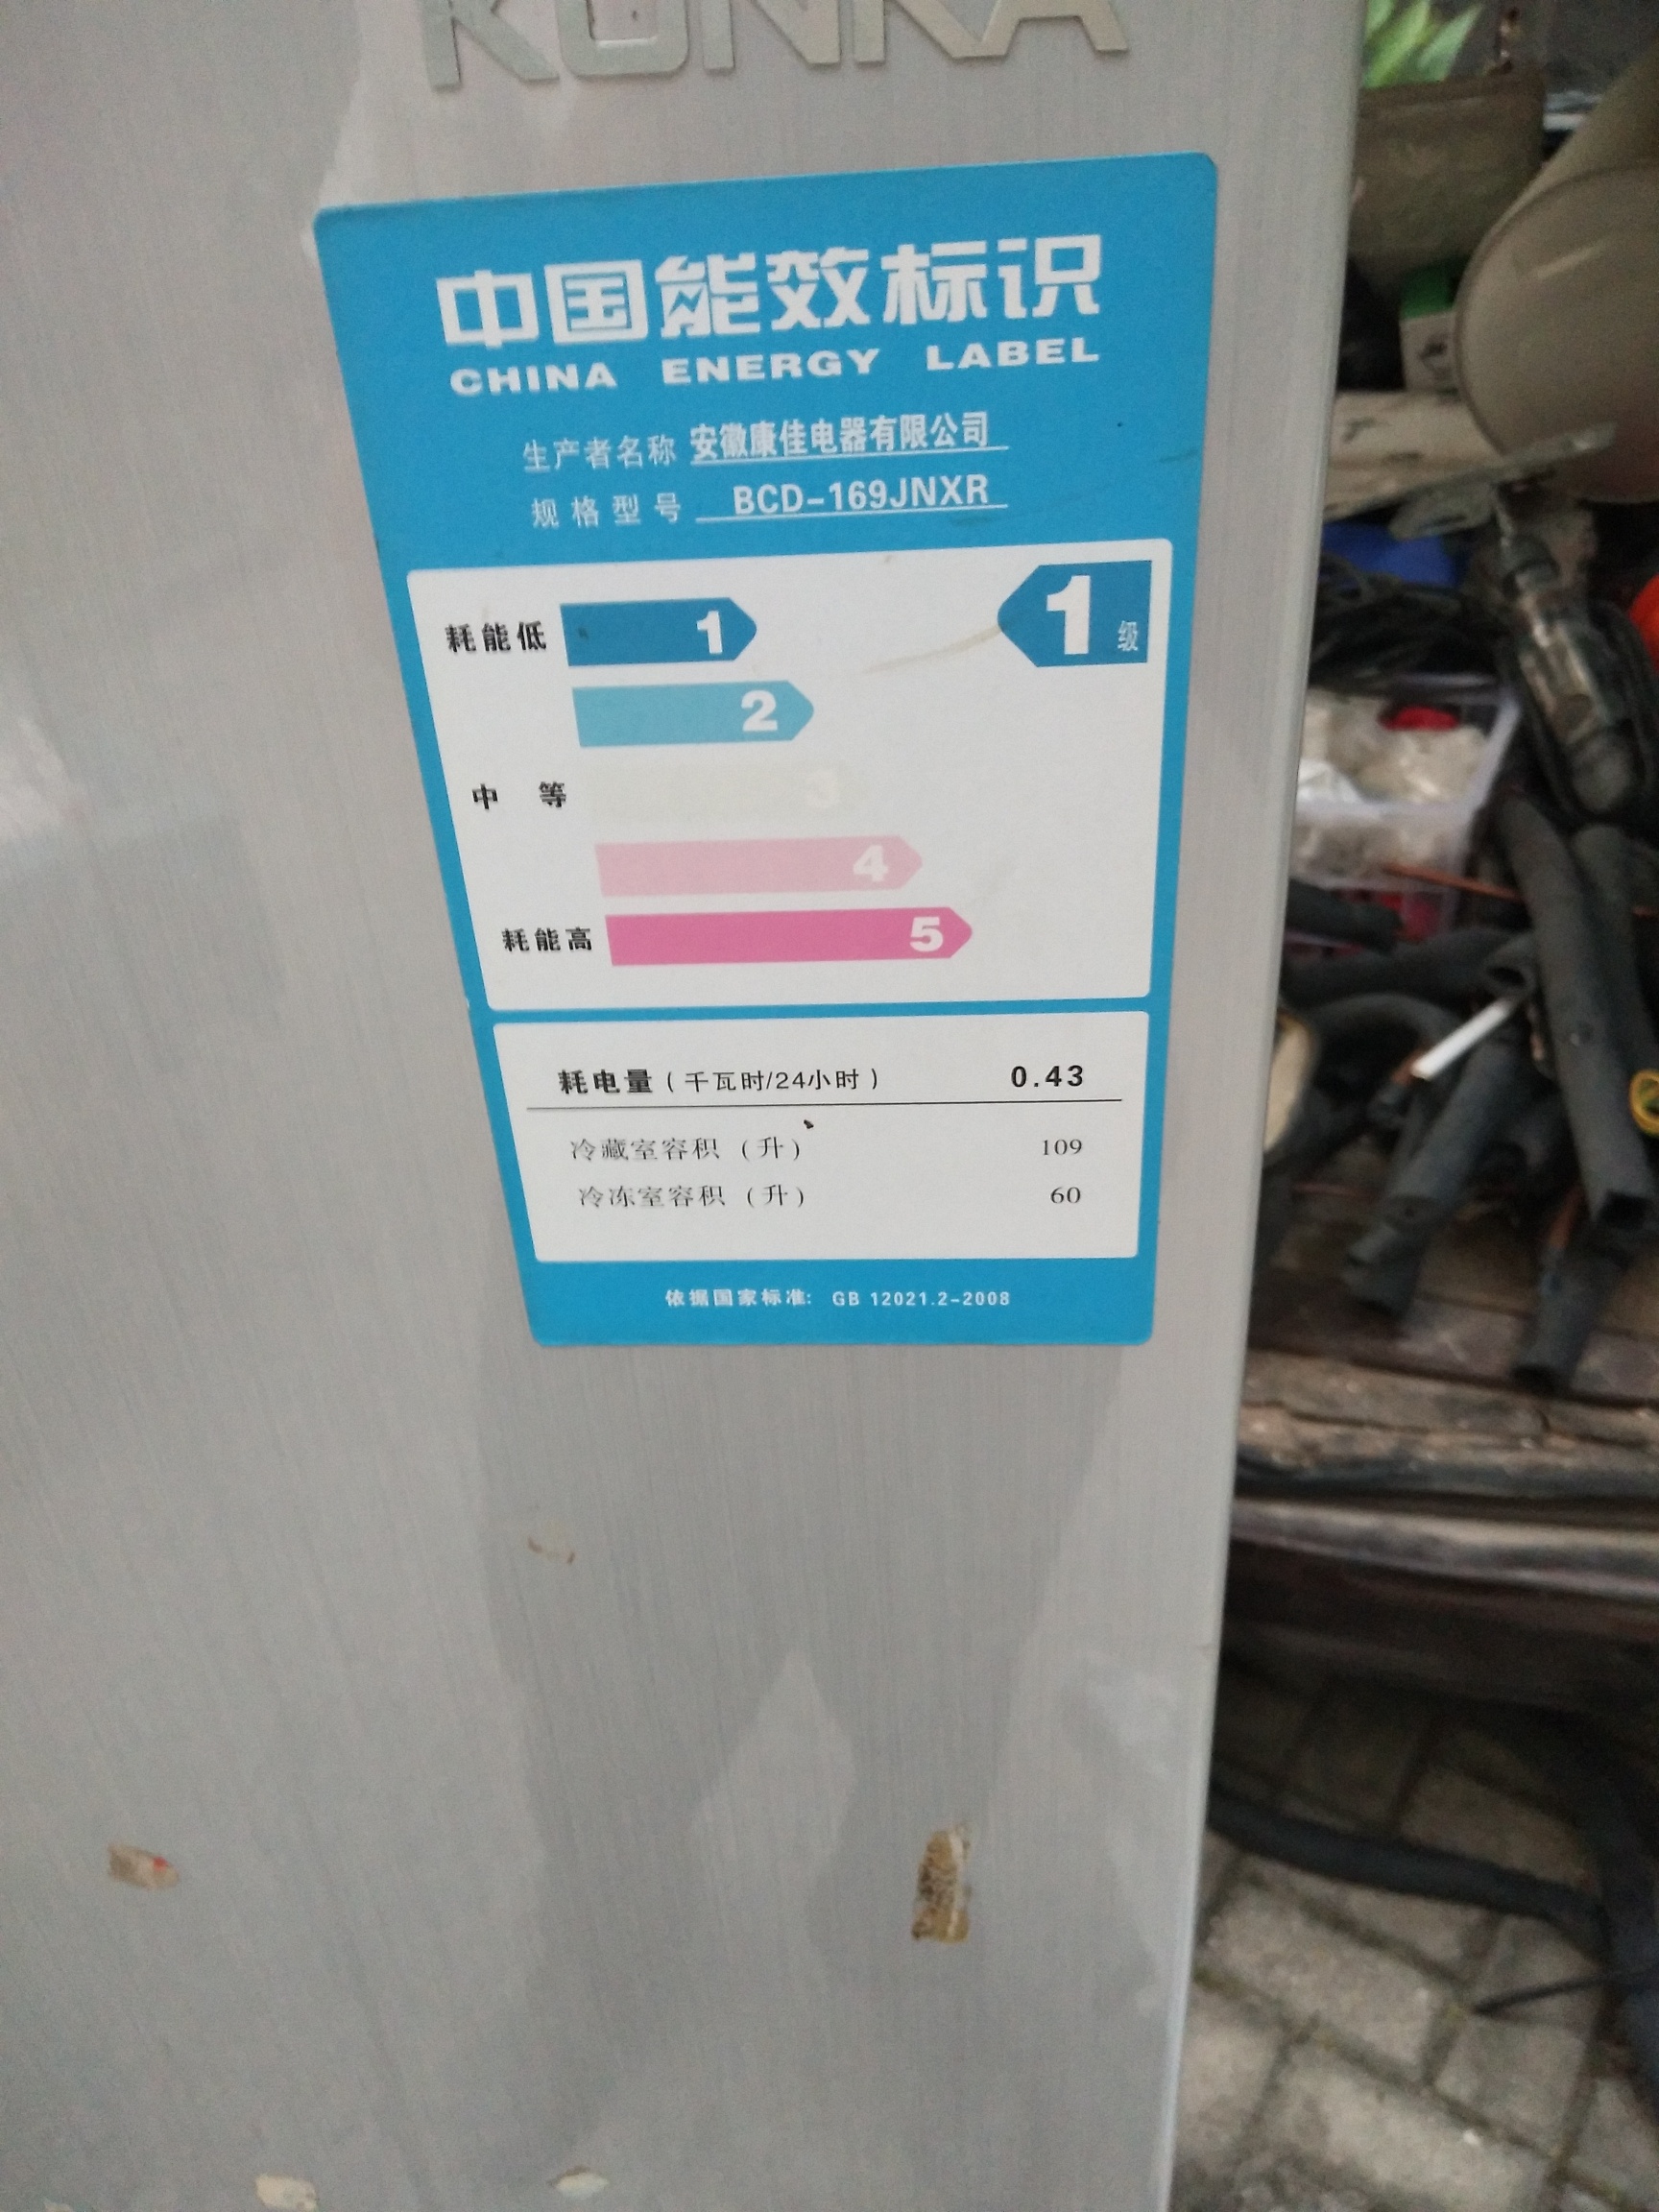 KONKA
中国能效标识
CHINA ENERGY LABEL
生产者名称 安徽康佳电器有限公司
规格型号 BCD-169JNXR
耗能低 1 1级
2
中等 3
4
耗能高 5
耗电量(千瓦时/24小时) 0.43
冷藏室容积(升) 109
冷冻室容积(升) 60
依据国家标准: GB 12021.2-2008